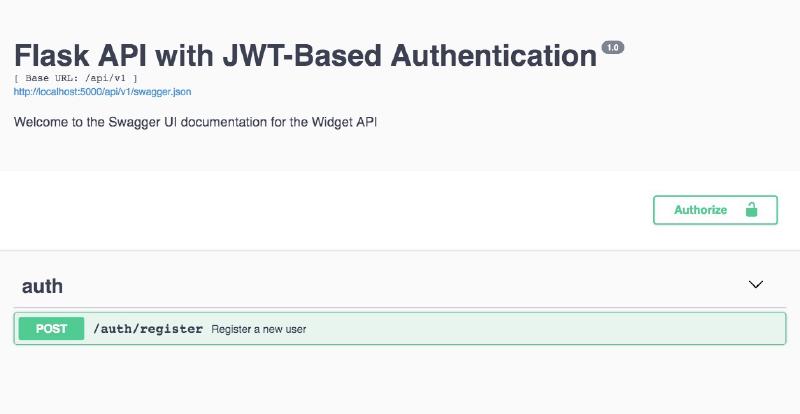 Flask API with JWT-Based Authentication 1.0
[ Base URL: /api/v1 ]
http://localhost:5000/api/v1/swagger.json
Welcome to the Swagger UI documentation for the Widget API
Authorize
auth
POST /auth/register Register a new user